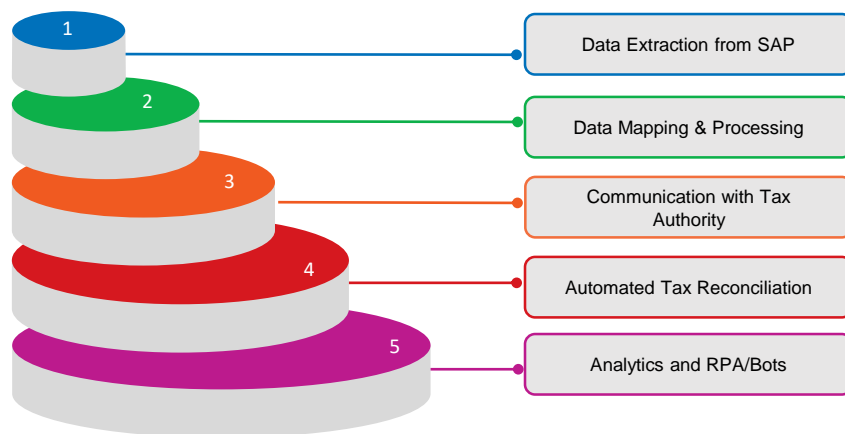 1
Data Extraction from SAP
2
Data Mapping & Processing
3
Communication with Tax
Authority
4
Automated Tax Reconciliation
5
Analytics and RPA/Bots